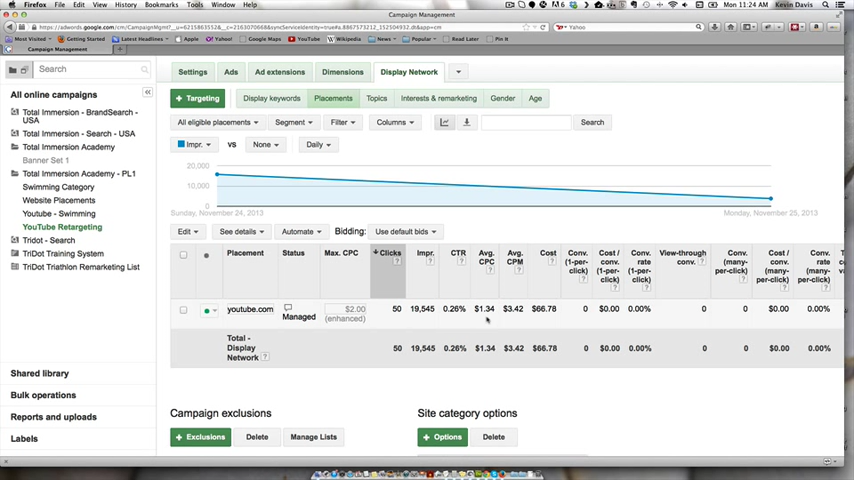 Firefox File Edit View History Bookmarks Tools Window Help
Mon 11:24 AM Kevin Davis
Campaign Management
Yahoo
Most Visited Getting Started Latest Headlines Apple Yahoo! Google Maps YouTube Wikipedia News Popular Read Later Pin It
Campaign Management
Search
Settings Ads Ad extensions Dimensions Display Network
All online campaigns
Total Immersion - BrandSearch - USA
Total Immersion - Search - USA
Total Immersion Academy
Banner Set 1
Total Immersion Academy - PL1
Swimming Category
Website Placements
Youtube - Swimming
YouTube Retargeting
Tridot - Search
TriDot Training System
TriDot Triathlon Remarketing List
Shared library
Bulk operations
Reports and uploads
Labels
+ Targeting Display keywords Placements Topics Interests & remarketing Gender Age
All eligible placements Segment Filter Columns Search
Impr. VS None Daily
20,000
10,000
0
Sunday, November 24, 2013 Monday, November 25, 2013
Edit See details Automate Bidding: Use default bids
Placement Status Max. CPC Clicks ? Impr. ? CTR ? Avg. CPC ? Avg. CPM ? Cost ? Conv. (1-per-click) ? Cost / conv. (1-per-click) ? Conv. rate (1-per-click) ? View-through conv. ? Conv. (many-per-click) ? Cost / conv. (many-per-click) ? Conv. rate (many-per-click) ?
youtube.com Managed $2.00 (enhanced) 50 19,545 0.26% $1.34 $3.42 $66.78 0 $0.00 0.00% 0 0 $0.00 0.00%
Total - Display Network ? 50 19,545 0.26% $1.34 $3.42 $66.78 0 $0.00 0.00% 0 0 $0.00 0.00%
Campaign exclusions Site category options
+ Exclusions Delete Manage Lists + Options Delete